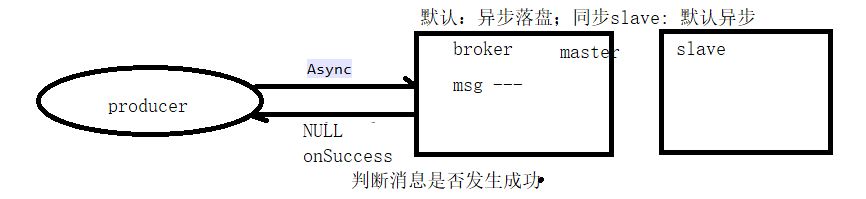 默认：异步落盘；同步slave：默认异步
broker
master
slave
Async
msg ---
producer
NULL
onSuccess
判断消息是否发生成功